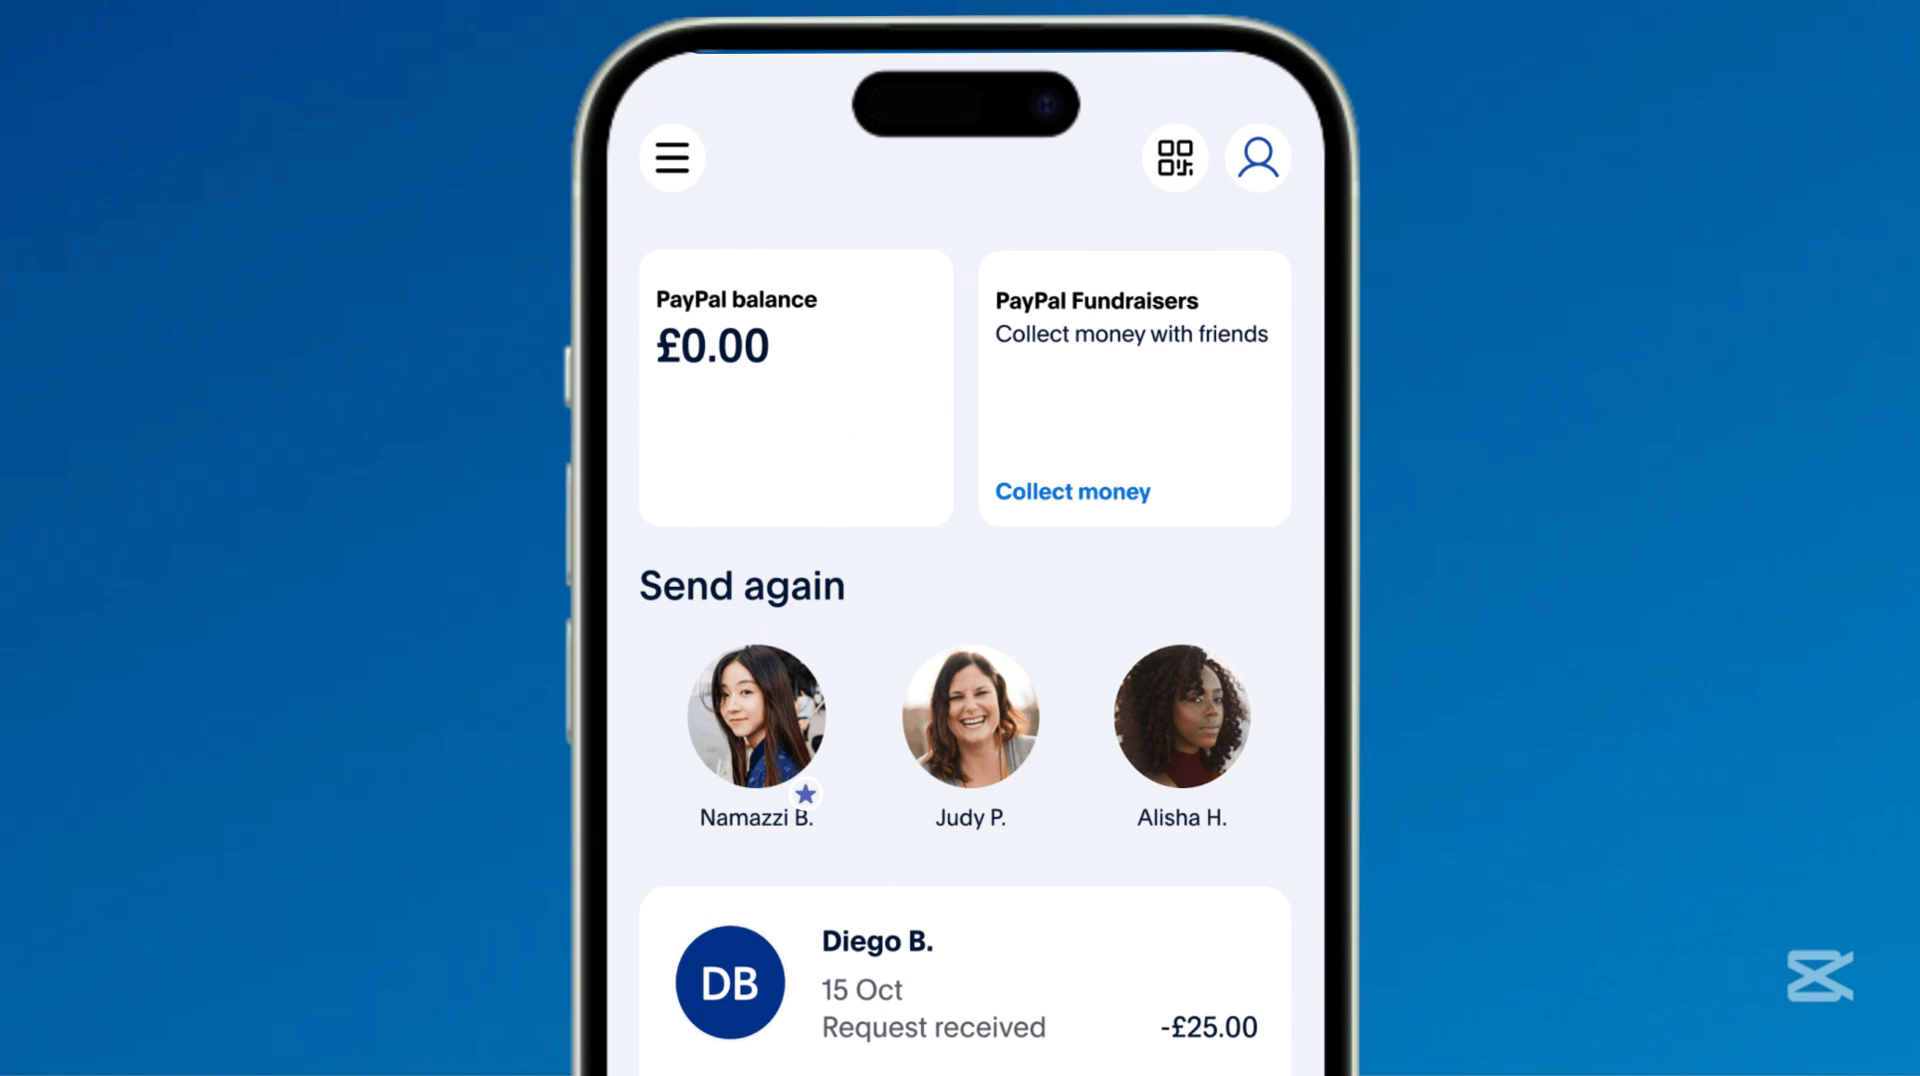 PayPal balance
£0.00
PayPal Fundraisers
Collect money with friends
Collect money
Send again
Namazzi B.
Judy P.
Alisha H.
DB
Diego B.
15 Oct
Request received
-£25.00